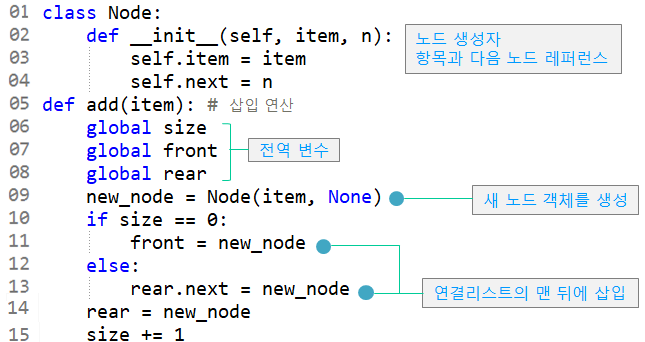 01 class Node:
02     def __init__(self, item, n):
노드 생성자
항목과 다음 노드 레퍼런스
03         self.item = item
04         self.next = n
05 def add(item): # 삽입 연산
06     global size
07     global front
전역 변수
08     global rear
09     new_node = Node(item, None)
새 노드 객체를 생성
10     if size == 0:
11         front = new_node
12     else:
13         rear.next = new_node
연결리스트의 맨 뒤에 삽입
14     rear = new_node
15     size += 1